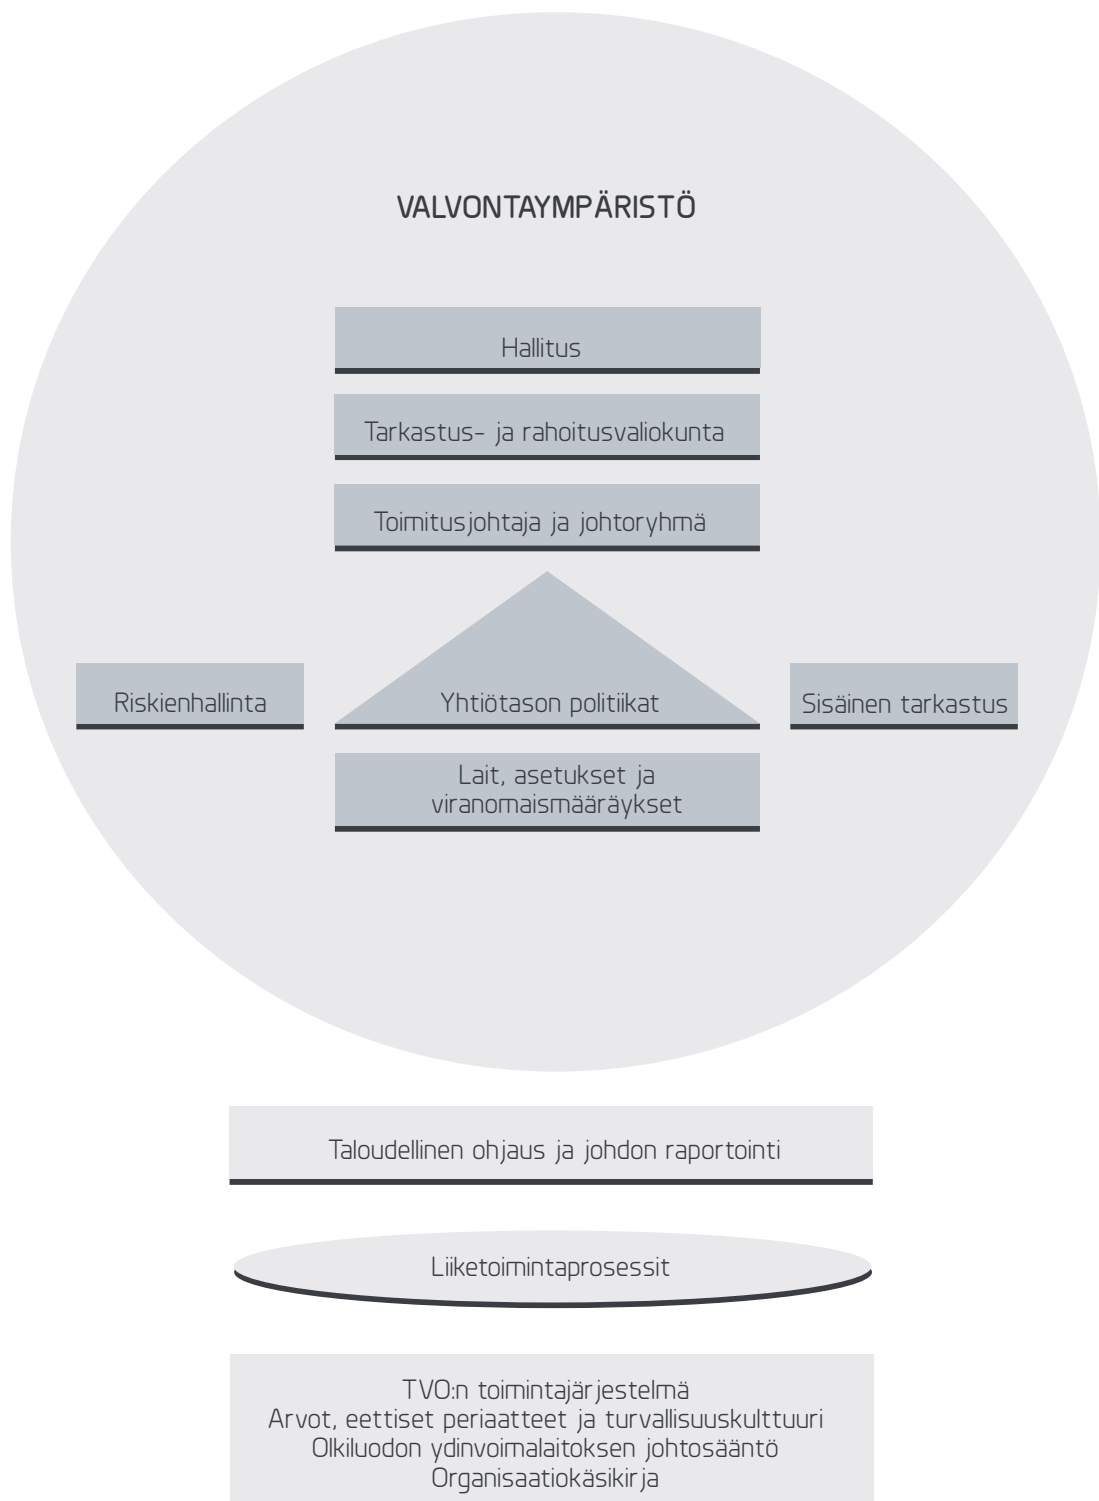 VALVONTAYMPÄRISTÖ
Hallitus
Tarkastus- ja rahoitusvaliokunta
Toimitusjohtaja ja johtoryhmä
Riskienhallinta
Yhtiötason politiikat
Sisäinen tarkastus
Lait, asetukset ja
viranomaismääräykset
Taloudellinen ohjaus ja johdon raportointi
Liiketoimintaprosessit
TVO:n toimintajärjestelmä
Arvot, eettiset periaatteet ja turvallisuuskulttuuri
Olkiluodon ydinvoimalaitoksen johtosääntö
Organisaatiokäsikirja